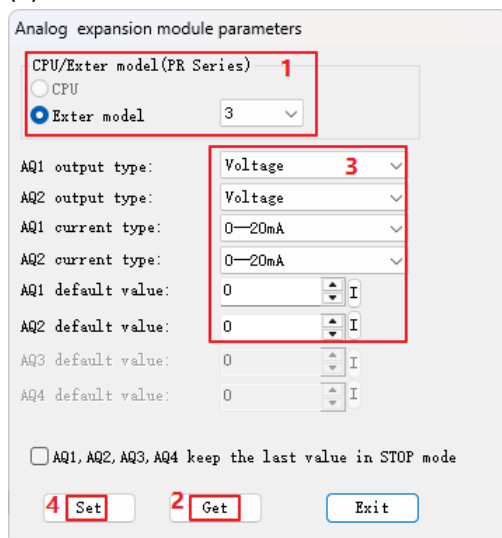 Analog expansion module parameters
CPU/Exter model(PR Series) 1
CPU
Exter model 3
AQ1 output type: Voltage 3
AQ2 output type: Voltage
AQ1 current type: 0—20mA
AQ2 current type: 0—20mA
AQ1 default value: 0 I
AQ2 default value: 0 I
AQ3 default value: 0 I
AQ4 default value: 0 I
AQ1, AQ2, AQ3, AQ4 keep the last value in STOP mode
4 Set 2 Get Exit